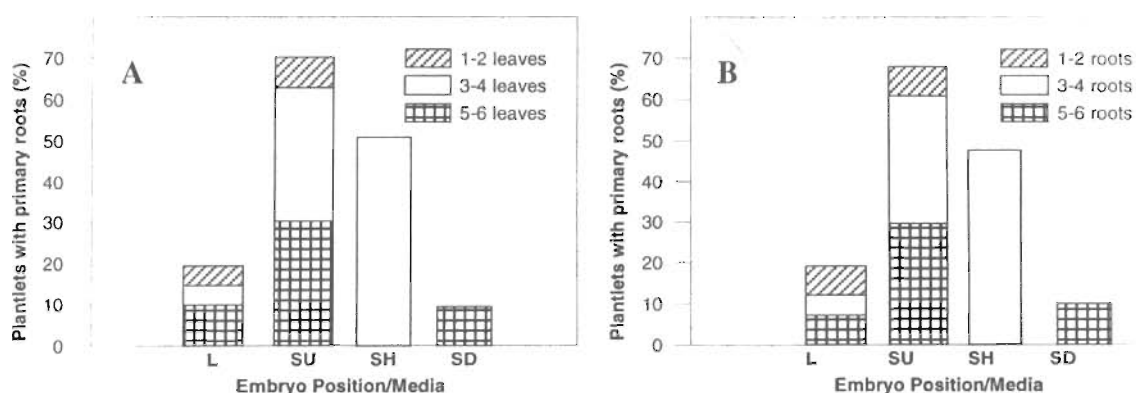 A
1-2 leaves
3-4 leaves
5-6 leaves
Plantlets with primary roots (%)
70
60
50
40
30
20
10
0
L SU SH SD
Embryo Position/Media
B
1-2 roots
3-4 roots
5-6 roots
Plantlets with primary roots (%)
70
60
50
40
30
20
10
0
L SU SH SD
Embryo Position/Media